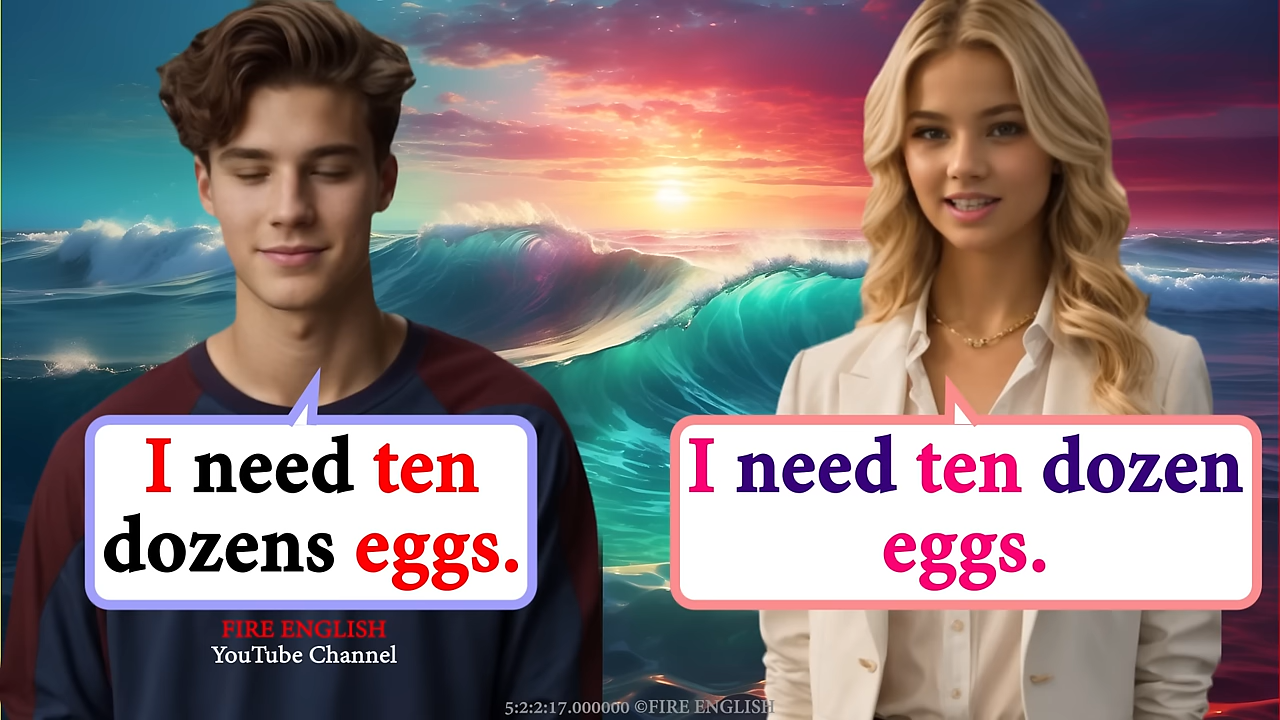 I need ten
dozens eggs.
I need ten dozen
eggs.
FIRE ENGLISH
YouTube Channel
5:2:2:17.000000 ©FIRE ENGLISH